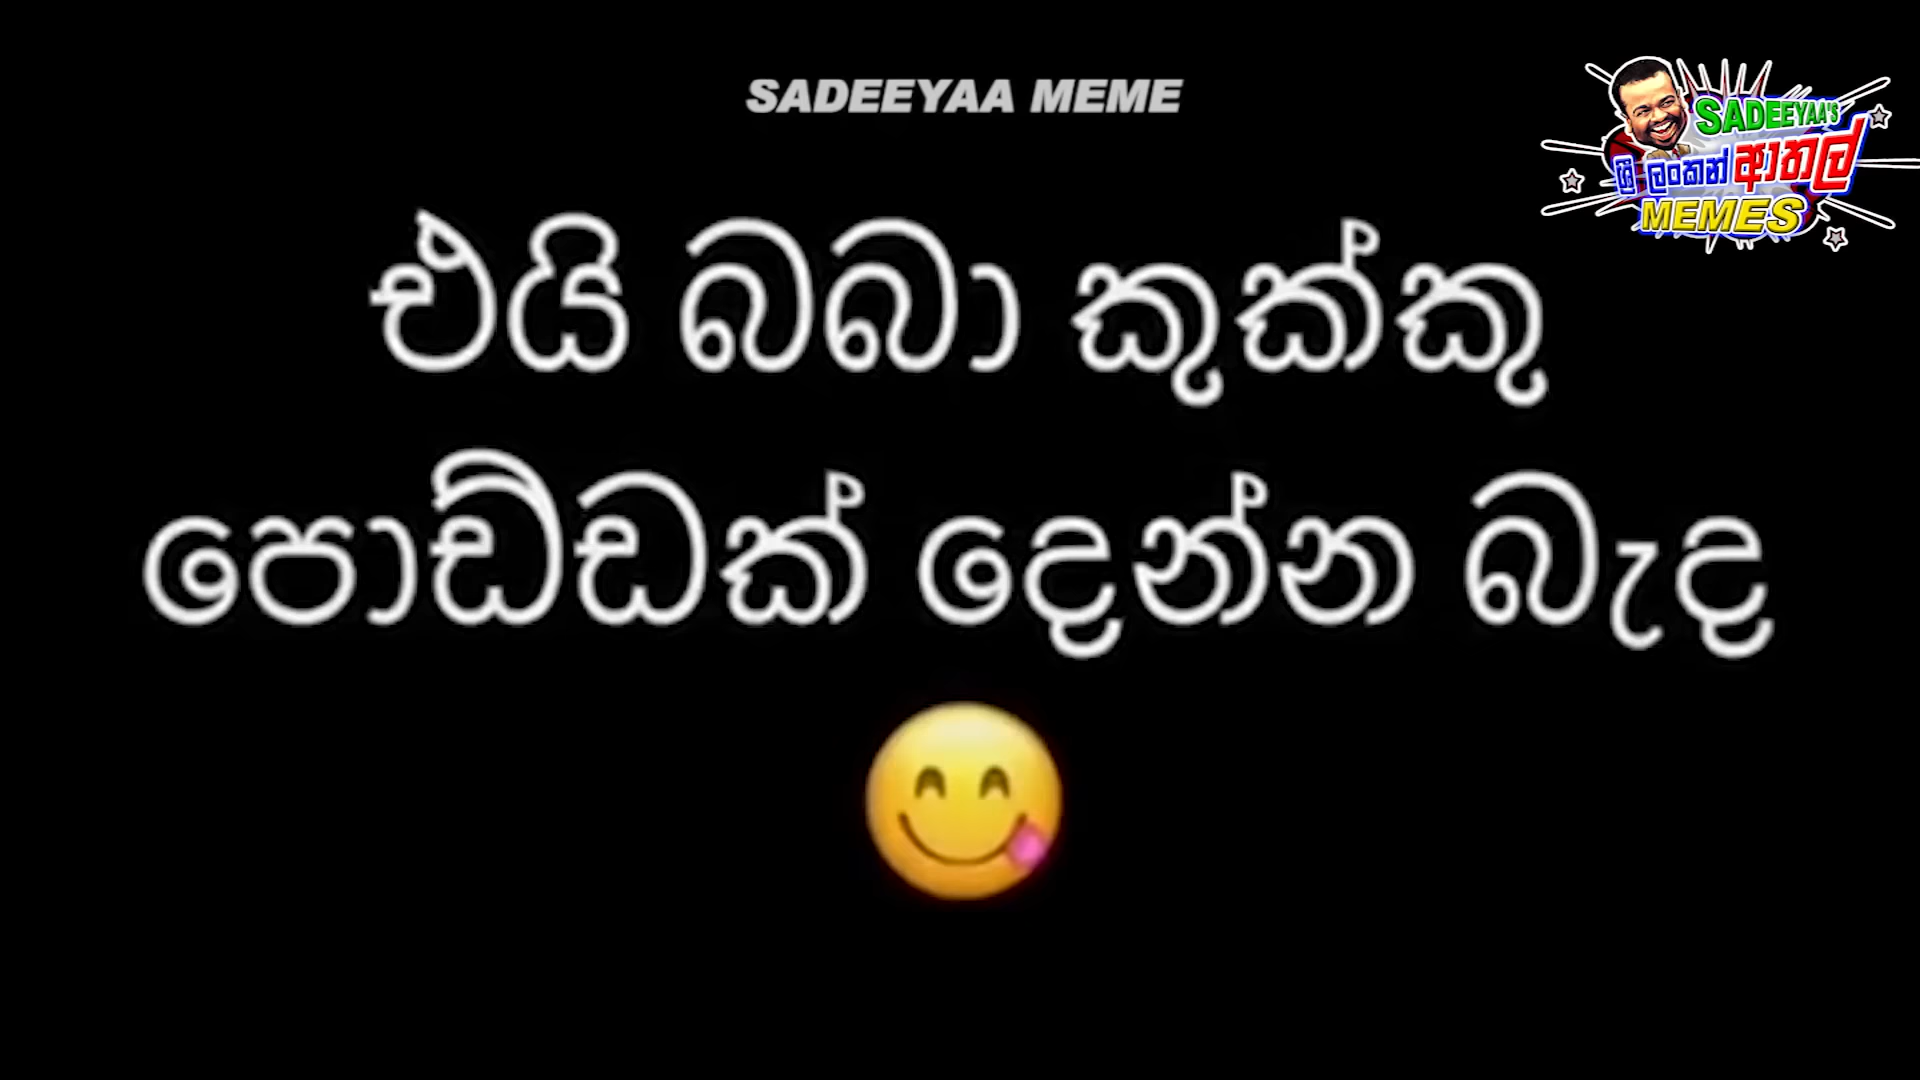 SADEEYAA MEME
SADEEYAA'S
ශ්‍රී ලංකන් ආතල්
MEMES
එයි බබා කුක්කු
පොඩ්ඩක් දෙන්න බැද
😋